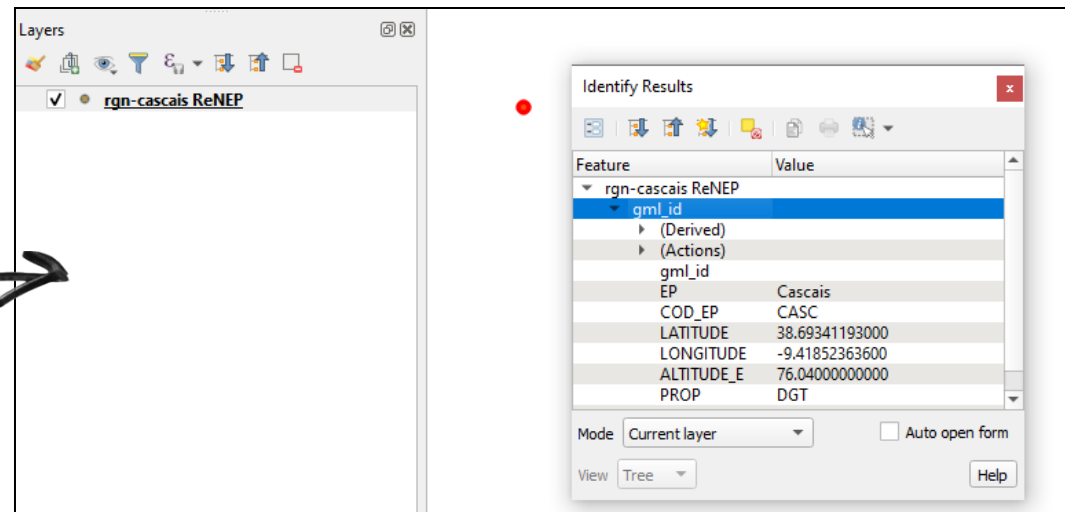 Layers
rgn-cascais ReNEP
Identify Results
x
Feature Value
rgn-cascais ReNEP
gml_id
(Derived)
(Actions)
gml_id
EP Cascais
COD_EP CASC
LATITUDE 38.69341193000
LONGITUDE -9.41852363600
ALTITUDE_E 76.04000000000
PROP DGT
Mode Current layer Auto open form
View Tree Help